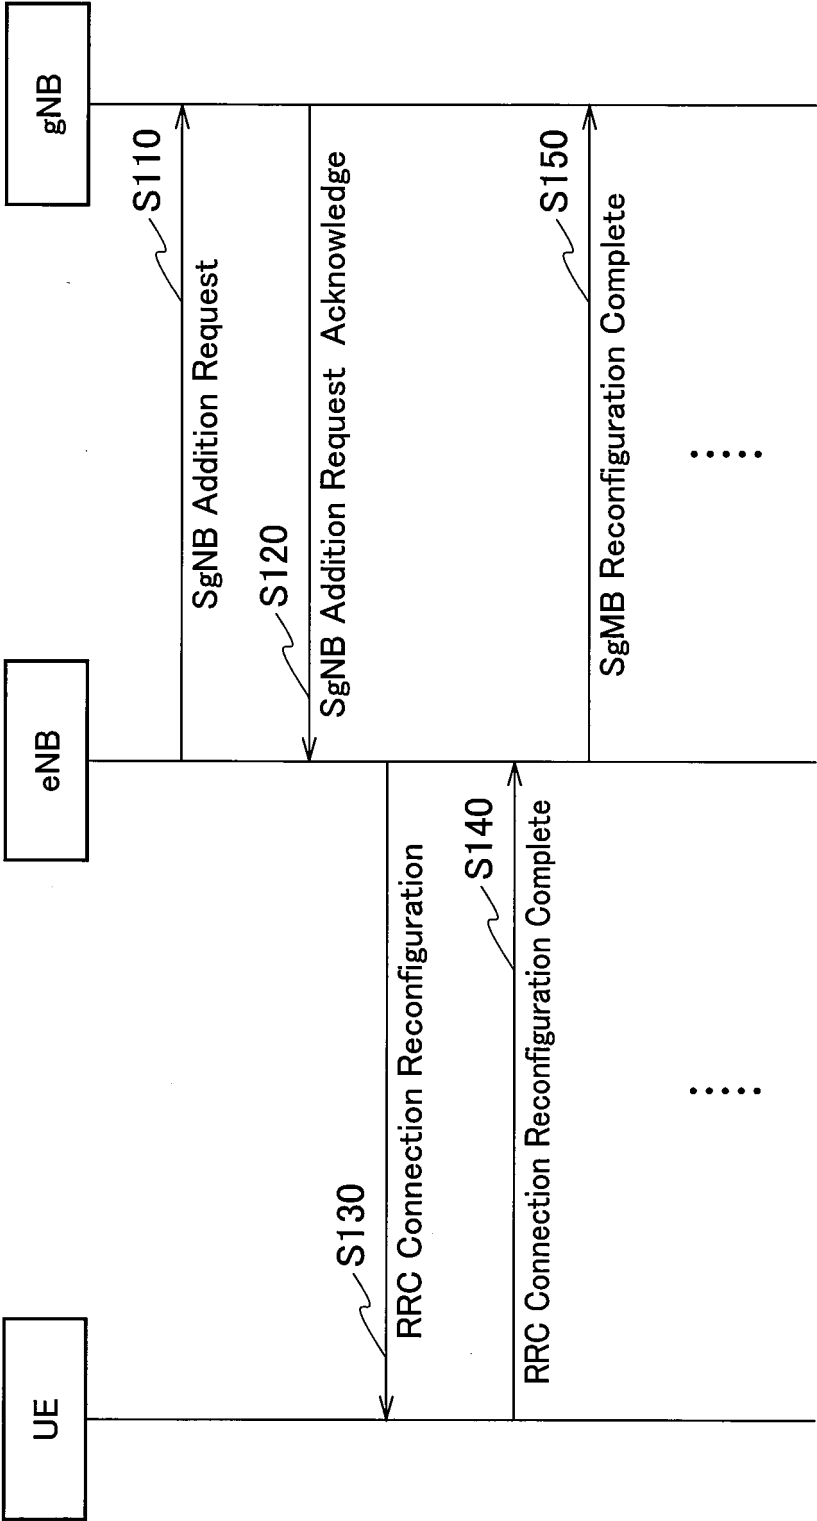 UE
eNB
gNB
S110
SgNB Addition Request
S120
SgNB Addition Request Acknowledge
S130
RRC Connection Reconfiguration
S140
RRC Connection Reconfiguration Complete
S150
SgMB Reconfiguration Complete
.....
.....